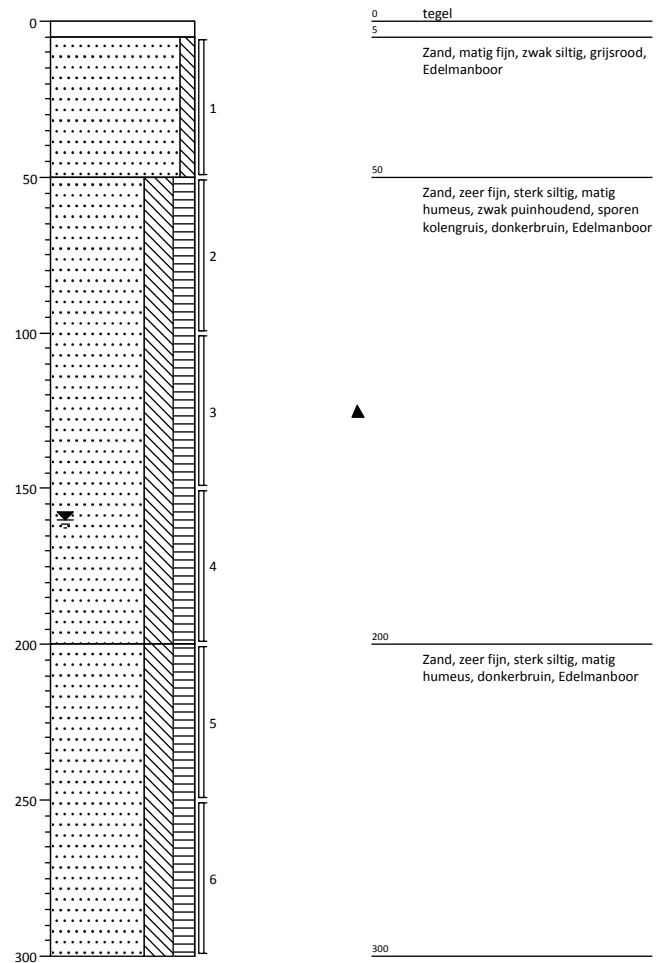 0
5
tegel
Zand, matig fijn, zwak siltig, grijsrood,
Edelmanboor
1
50
50
Zand, zeer fijn, sterk siltig, matig
humeus, zwak puinhoudend, sporen
kolengruis, donkerbruin, Edelmanboor
2
100
3
150
4
200
200
Zand, zeer fijn, sterk siltig, matig
humeus, donkerbruin, Edelmanboor
5
250
6
300
300
0